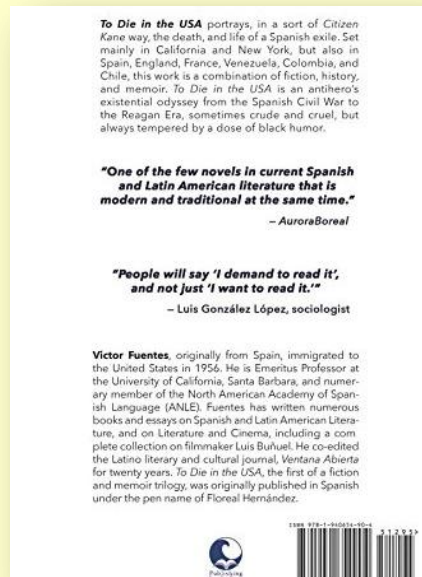 To Die in the USA portrays, in a sort of Citizen
Kane way, the death, and life of a Spanish exile. Set
mainly in California and New York, but also in
Spain, England, France, Venezuela, Colombia, and
Chile, this work is a combination of fiction, history,
and memoir. To Die in the USA is an antihero's
existential odyssey from the Spanish Civil War to
the Reagan Era, sometimes crude and cruel, but
always tempered by a dose of black humor.
"One of the few novels in current Spanish
and Latin American literature that is
modern and traditional at the same time."
– AuroraBoreal
"People will say 'I demand to read it',
and not just 'I want to read it.'"
– Luis González López, sociologist
Victor Fuentes, originally from Spain, immigrated to
the United States in 1956. He is Emeritus Professor at
the University of California, Santa Barbara, and numer-
ary member of the North American Academy of Span-
ish Language (ANLE). Fuentes has written numerous
books and essays on Spanish and Latin American Litera-
ture, and on Literature and Cinema, including a com
plete collection on filmmaker Luis Buñuel. He co-edited
the Latino literary and cultural journal, Ventana Abierta
for twenty years. To Die in the USA, the first of a fiction
and memoir trilogy, was originally published in Spanish
under the pen name of Floreal Hernández.
Publishing